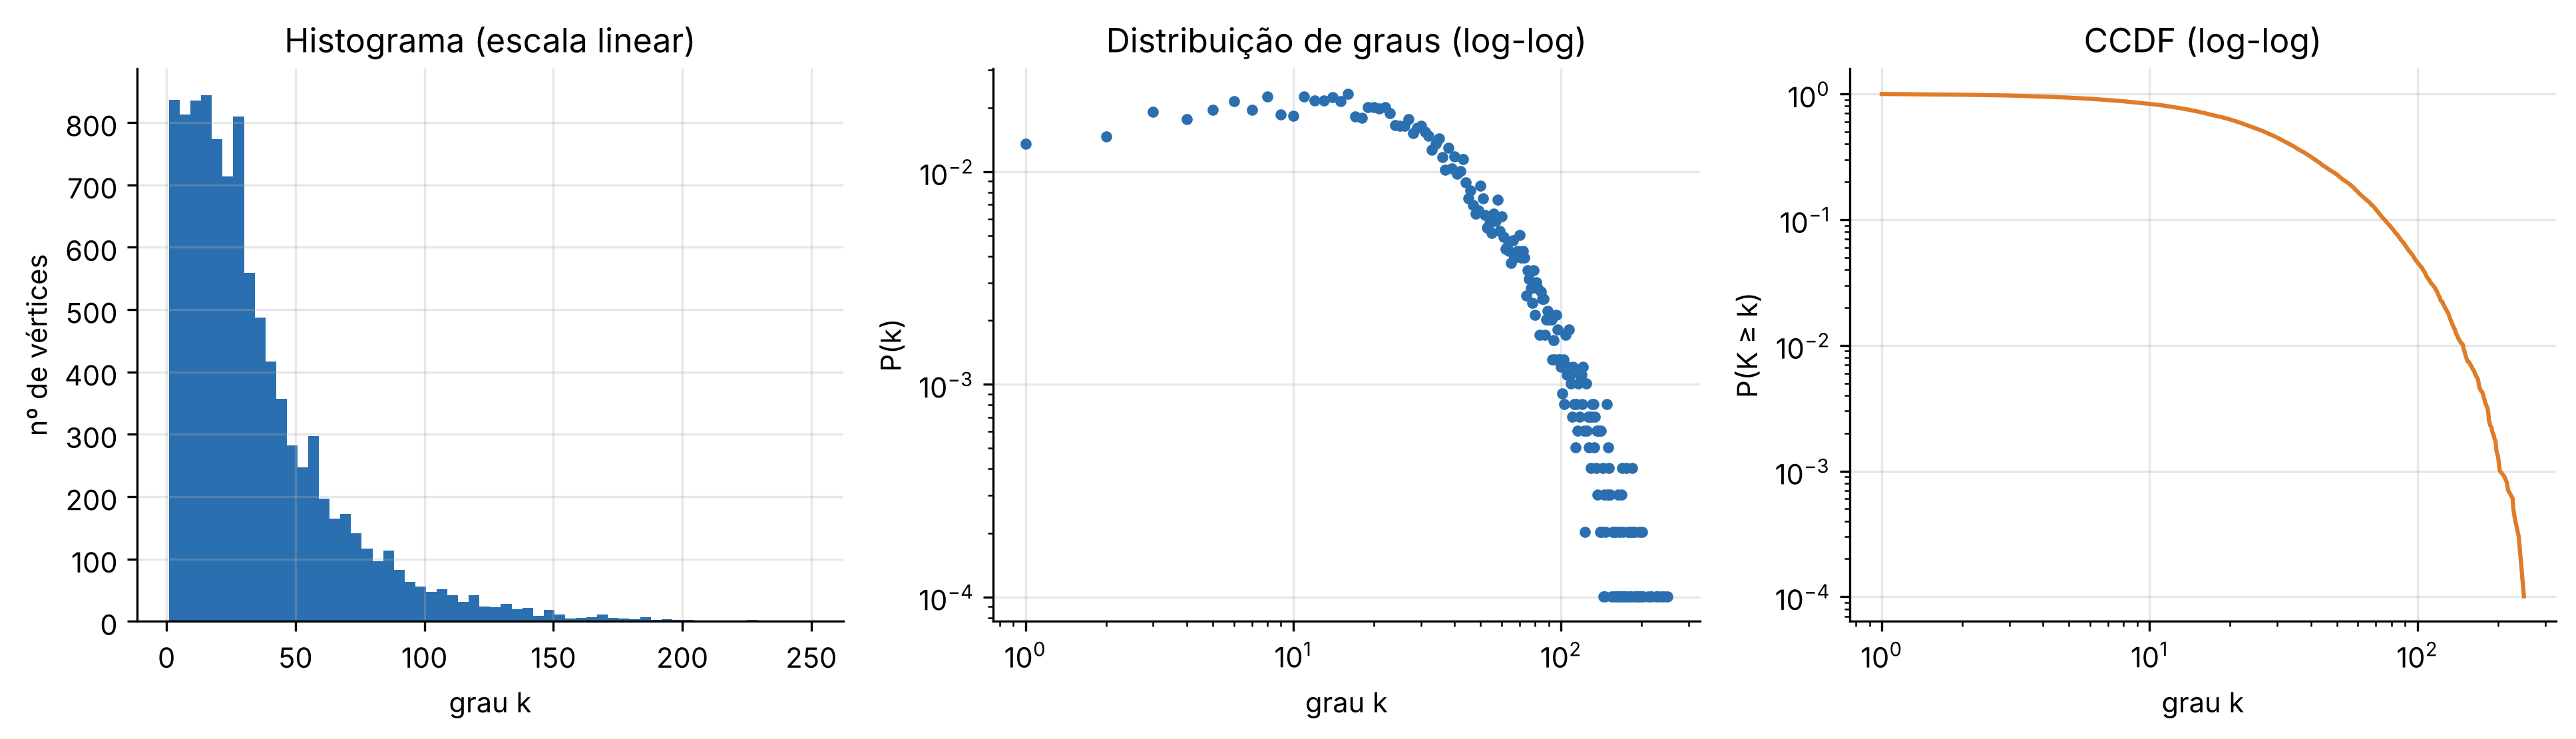 Histograma (escala linear)
nº de vértices
800
700
600
500
400
300
200
100
0
0 50 100 150 200 250
grau k
Distribuição de graus (log-log)
P(k)
10⁻²
10⁻³
10⁻⁴
10⁰ 10¹ 10²
grau k
CCDF (log-log)
P(K ≥ k)
10⁰
10⁻¹
10⁻²
10⁻³
10⁻⁴
10⁰ 10¹ 10²
grau k